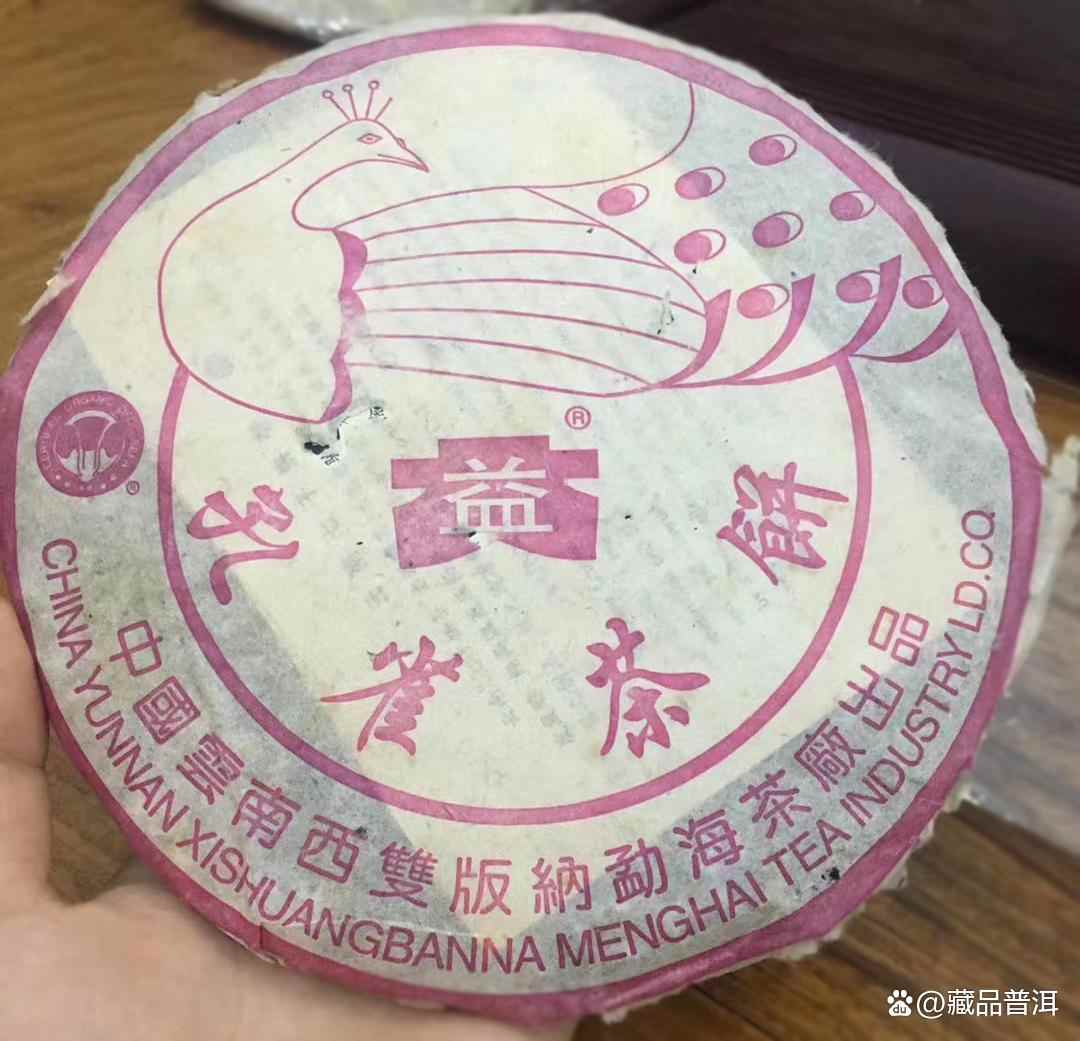 ®
益
孔雀茶餅
®
中國雲南西雙版納勐海茶廠出品
CHINA YUNNAN XISHUANGBANNA MENGHAI TEA INDUSTRY LD.CO
@藏品普洱